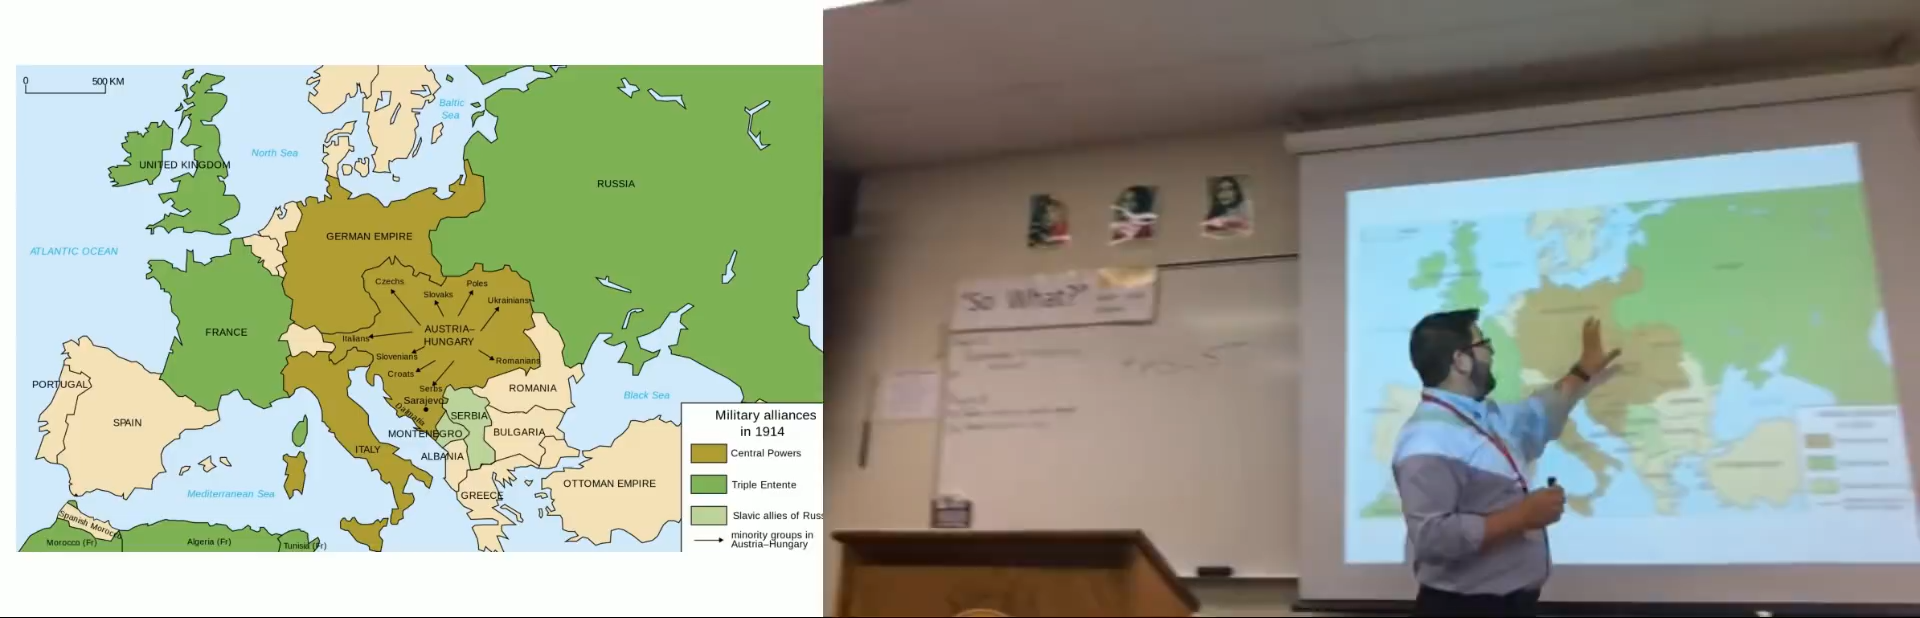 0 500 KM
Baltic
Sea
North Sea
UNITED KINGDOM
RUSSIA
GERMAN EMPIRE
ATLANTIC OCEAN
Czechs
Slovaks
Poles
Ukrainians
AUSTRIA–
HUNGARY
FRANCE
Italians
Slovenians
Romanians
Croats
Serbs
Sarajevo
Dalmatia
PORTUGAL
SPAIN
ROMANIA
Black Sea
SERBIA
MONTENEGRO
BULGARIA
ITALY
ALBANIA
GREECE
OTTOMAN EMPIRE
Mediterranean Sea
Spanish Morocco
Morocco (Fr)
Algeria (Fr)
Tunisia (Fr)
Military alliances
in 1914
Central Powers
Triple Entente
Slavic allies of Rus
minority groups in
Austria–Hungary
"So What?"